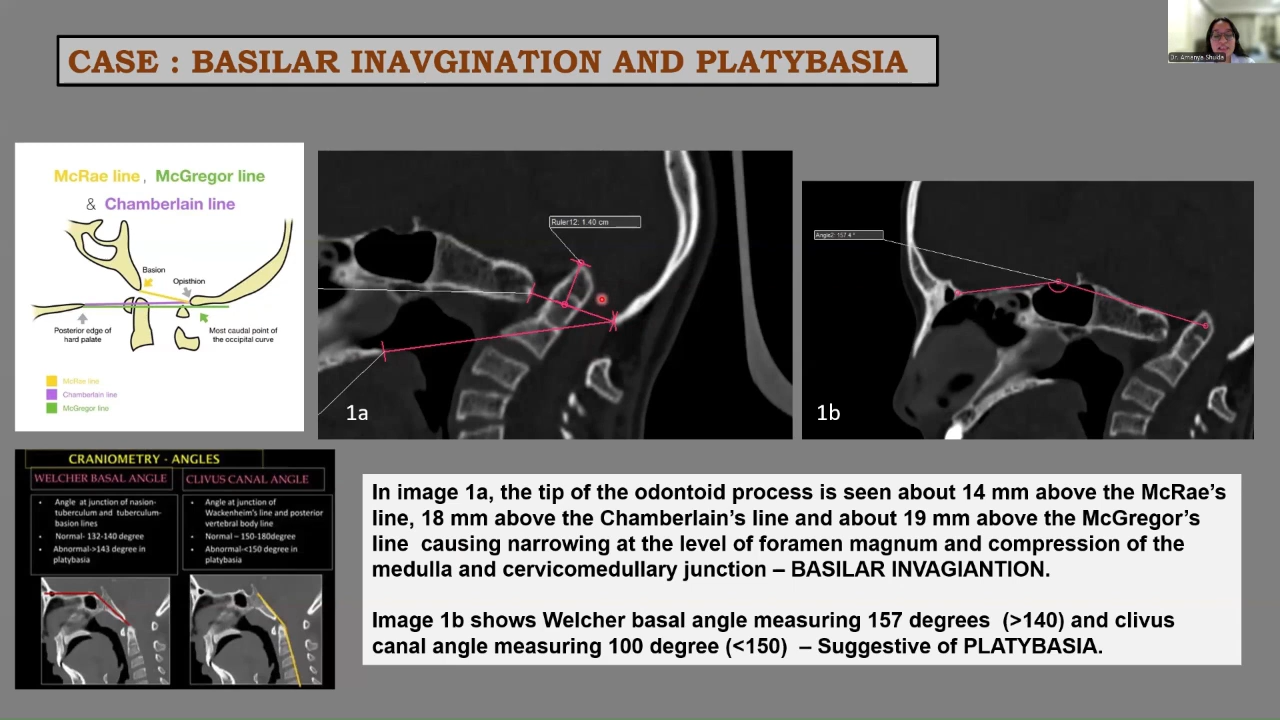 CASE : BASILAR INAVGINATION AND PLATYBASIA
Dr. Amanya Shukla
McRae line, McGregor line
& Chamberlain line
Basion
Opisthion
Posterior edge of
hard palate
Most caudal point of
the occipital curve
McRae line
Chamberlain line
McGregor line
Ruler12: 1.40 cm
1a
Angle2: 157.4 °
1b
CRANIOMETRY - ANGLES
WELCHER BASAL ANGLE
• Angle at junction of nasion-
tuberculum and tuberculum-
basion lines
• Normal- 132-140 degree
• Abnormal->143 degree in
platybasia
CLIVUS CANAL ANGLE
• Angle at junction of
Wackenheim's line and posterior
vertebral body line
• Normal – 150-180degree
• Abnormal-<150 degree in
platybasia
In image 1a, the tip of the odontoid process is seen about 14 mm above the McRae's
line, 18 mm above the Chamberlain's line and about 19 mm above the McGregor's
line causing narrowing at the level of foramen magnum and compression of the
medulla and cervicomedullary junction – BASILAR INVAGIANTION.
Image 1b shows Welcher basal angle measuring 157 degrees (>140) and clivus
canal angle measuring 100 degree (<150) – Suggestive of PLATYBASIA.